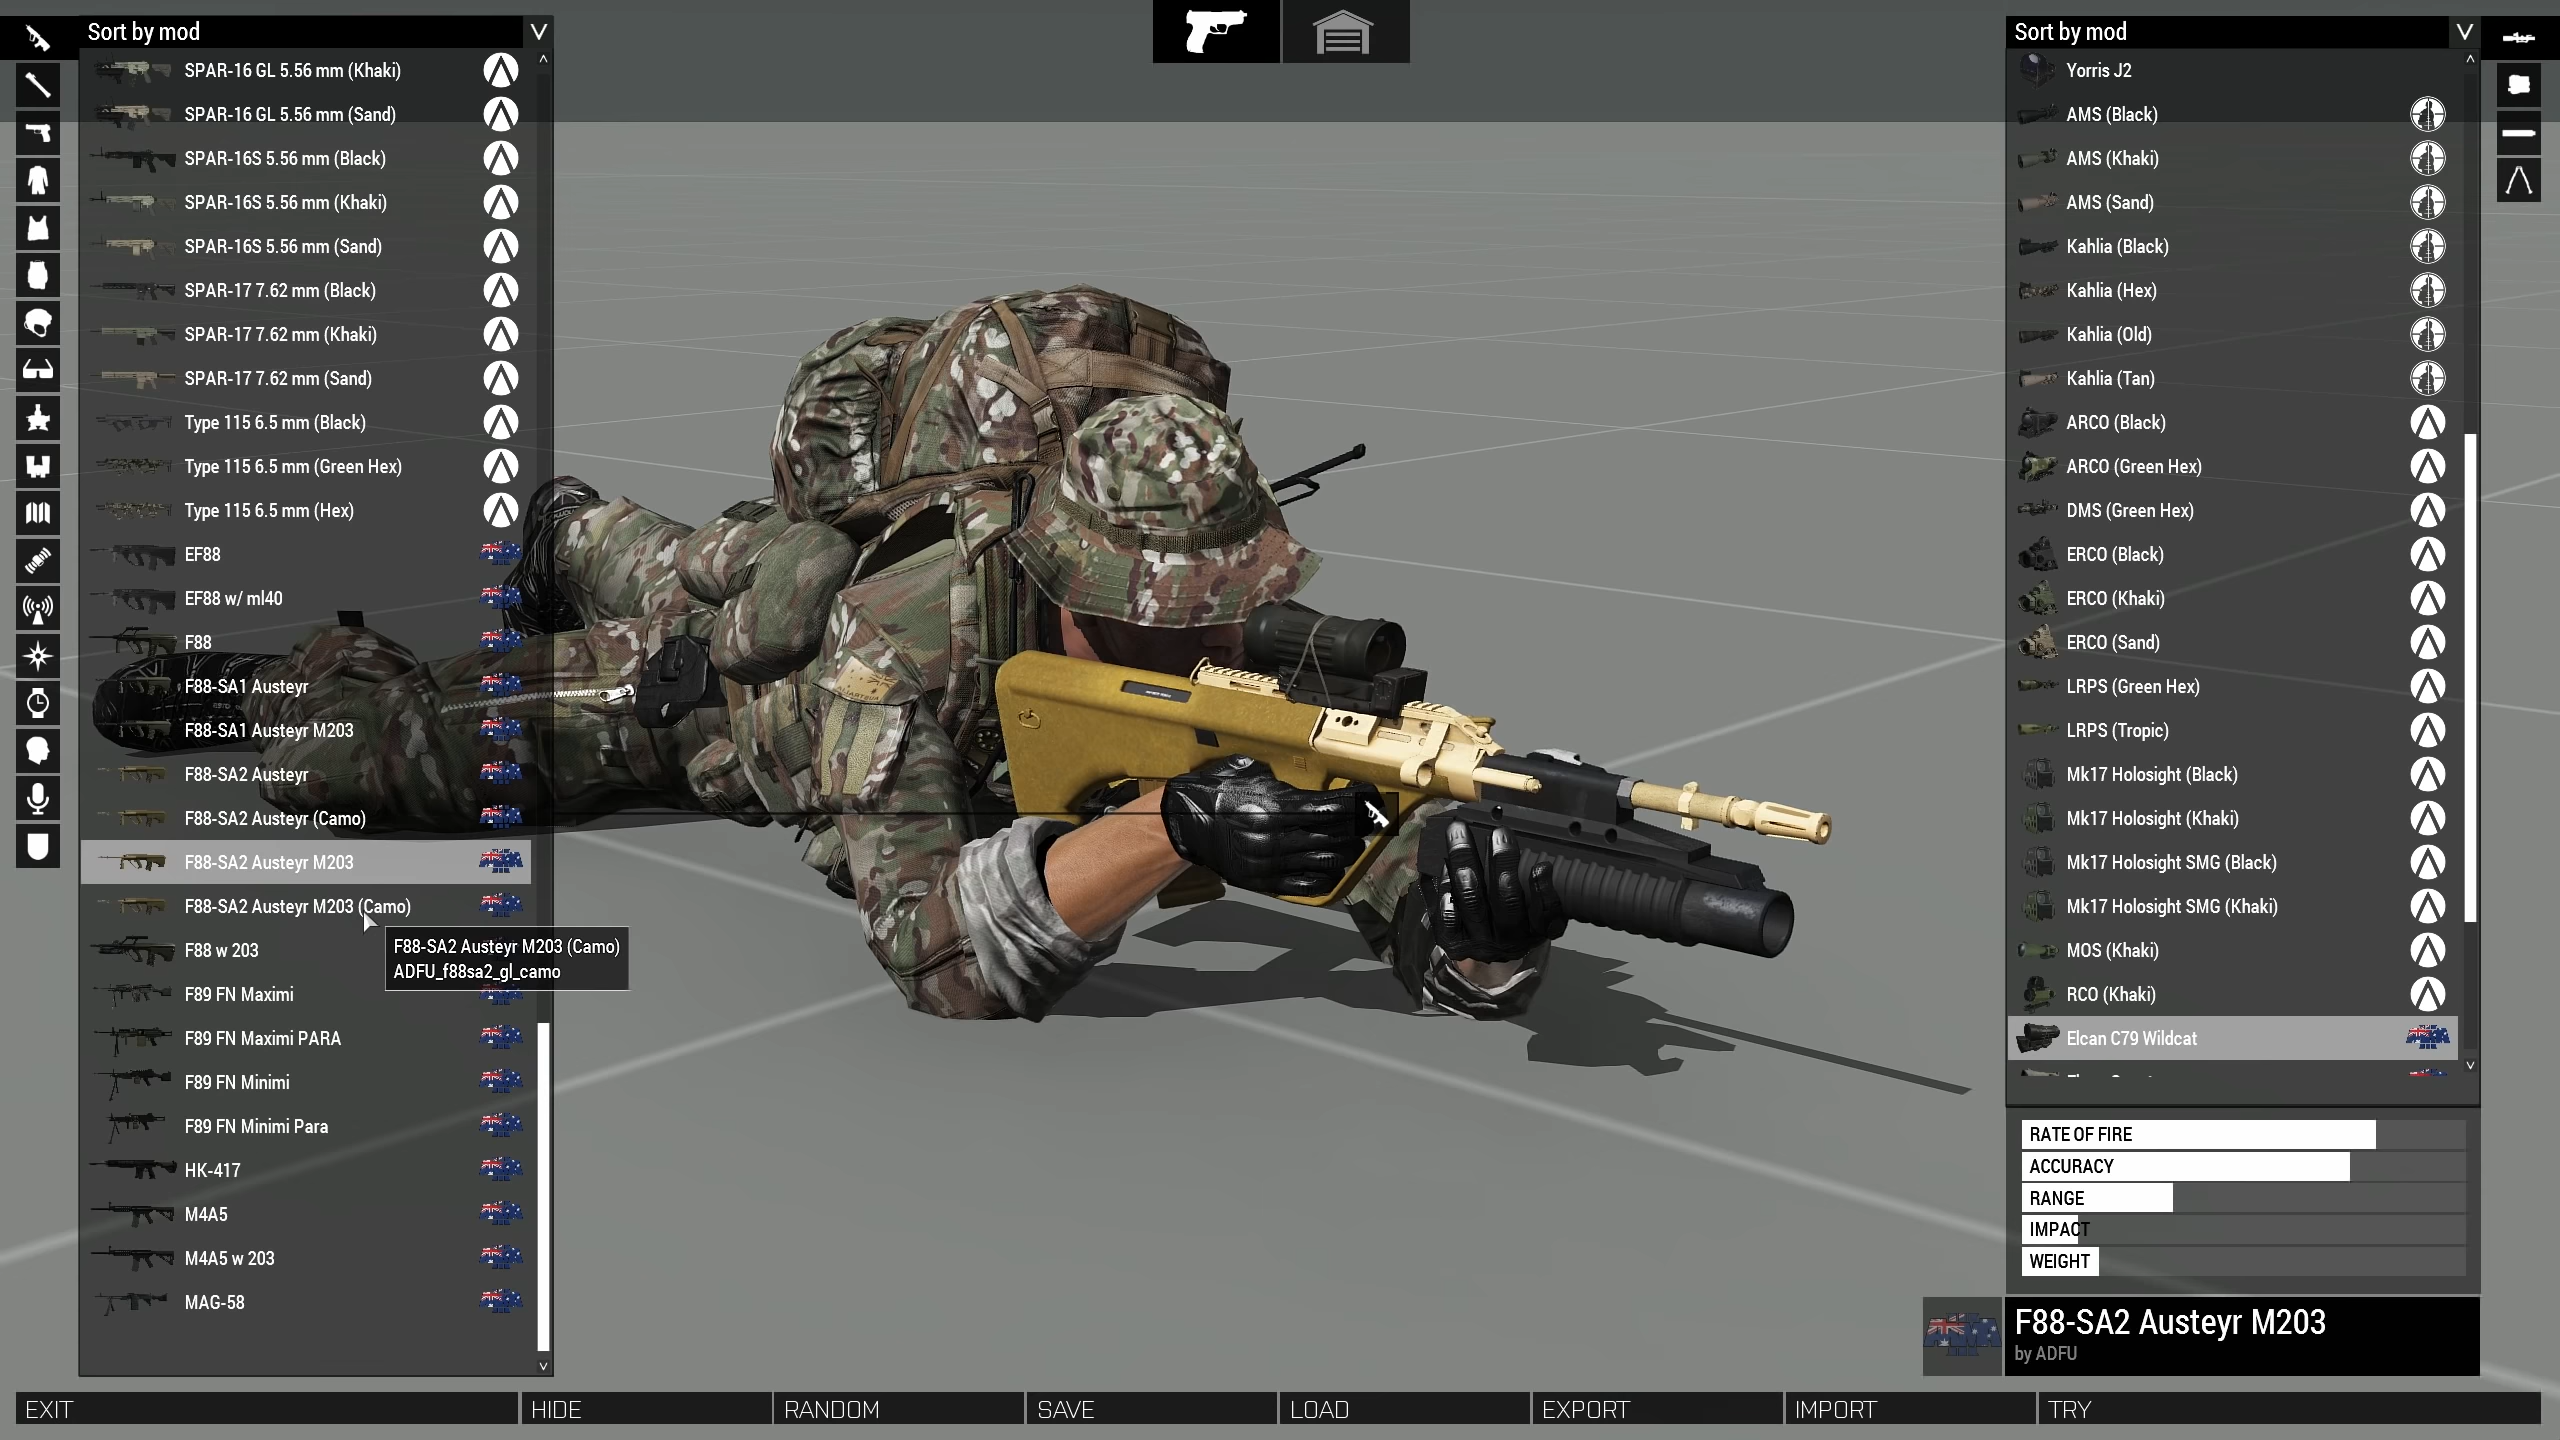 Sort by mod
V
SPAR-16 GL 5.56 mm (Khaki)
SPAR-16 GL 5.56 mm (Sand)
SPAR-16S 5.56 mm (Black)
SPAR-16S 5.56 mm (Khaki)
SPAR-16S 5.56 mm (Sand)
SPAR-17 7.62 mm (Black)
SPAR-17 7.62 mm (Khaki)
SPAR-17 7.62 mm (Sand)
Type 115 6.5 mm (Black)
Type 115 6.5 mm (Green Hex)
Type 115 6.5 mm (Hex)
EF88
EF88 w/ ml40
F88
F88-SA1 Austeyr
F88-SA1 Austeyr M203
F88-SA2 Austeyr
F88-SA2 Austeyr (Camo)
F88-SA2 Austeyr M203
F88-SA2 Austeyr M203 (Camo)
F88 w 203
F89 FN Maximi
F89 FN Maximi PARA
F89 FN Minimi
F89 FN Minimi Para
HK-417
M4A5
M4A5 w 203
MAG-58
F88-SA2 Austeyr M203 (Camo)
ADFU_f88sa2_gl_camo
Sort by mod
V
Yorris J2
AMS (Black)
AMS (Khaki)
AMS (Sand)
Kahlia (Black)
Kahlia (Hex)
Kahlia (Old)
Kahlia (Tan)
ARCO (Black)
ARCO (Green Hex)
DMS (Green Hex)
ERCO (Black)
ERCO (Khaki)
ERCO (Sand)
LRPS (Green Hex)
LRPS (Tropic)
Mk17 Holosight (Black)
Mk17 Holosight (Khaki)
Mk17 Holosight SMG (Black)
Mk17 Holosight SMG (Khaki)
MOS (Khaki)
RCO (Khaki)
Elcan C79 Wildcat
RATE OF FIRE
ACCURACY
RANGE
IMPACT
WEIGHT
F88-SA2 Austeyr M203
by ADFU
EXIT
HIDE
RANDOM
SAVE
LOAD
EXPORT
IMPORT
TRY